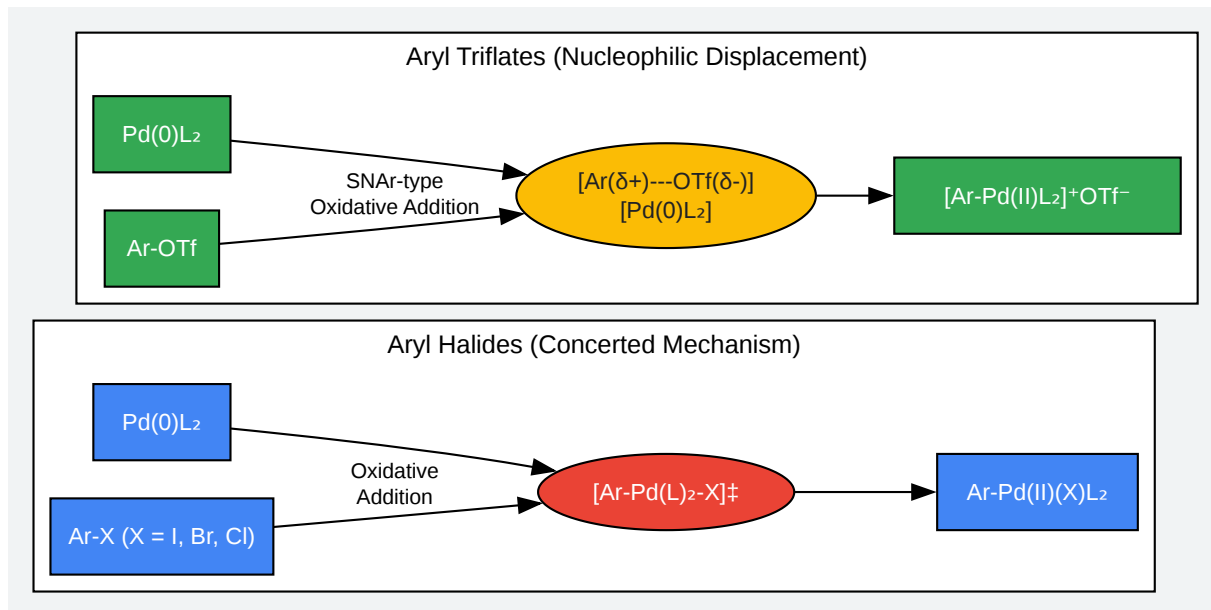 Aryl Triflates (Nucleophilic Displacement)
Pd(0)L₂
Ar-OTf
SNAr-type
Oxidative Addition
[Ar(δ+)---OTf(δ-)]
[Pd(0)L₂]
[Ar-Pd(II)L₂]⁺OTf⁻
Aryl Halides (Concerted Mechanism)
Pd(0)L₂
Ar-X (X = I, Br, Cl)
Oxidative
Addition
[Ar-Pd(L)₂-X]‡
Ar-Pd(II)(X)L₂